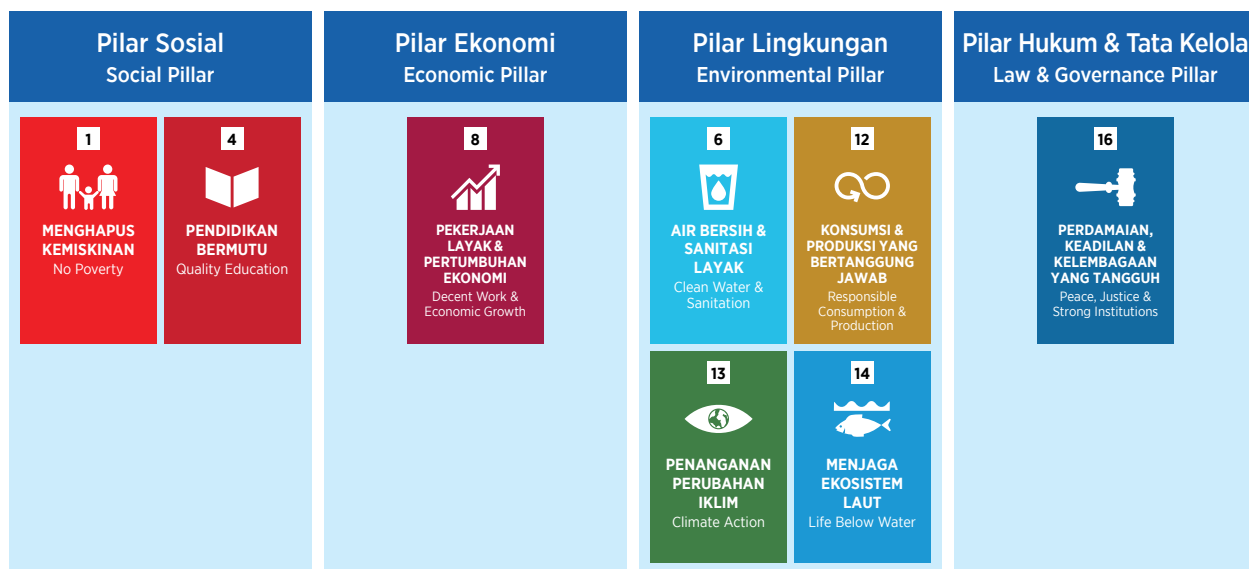 Pilar Sosial
Social Pillar
1
MENGHAPUS
KEMISKINAN
No Poverty
4
PENDIDIKAN
BERMUTU
Quality Education
Pilar Ekonomi
Economic Pillar
8
PEKERJAAN
LAYAK &
PERTUMBUHAN
EKONOMI
Decent Work &
Economic Growth
Pilar Lingkungan
Environmental Pillar
6
AIR BERSIH &
SANITASI
LAYAK
Clean Water &
Sanitation
12
KONSUMSI &
PRODUKSI YANG
BERTANGGUNG
JAWAB
Responsible
Consumption &
Production
13
PENANGANAN
PERUBAHAN
IKLIM
Climate Action
14
MENJAGA
EKOSISTEM
LAUT
Life Below Water
Pilar Hukum & Tata Kelola
Law & Governance Pillar
16
PERDAMAIAN,
KEADILAN &
KELEMBAGAAN
YANG TANGGUH
Peace, Justice &
Strong Institutions